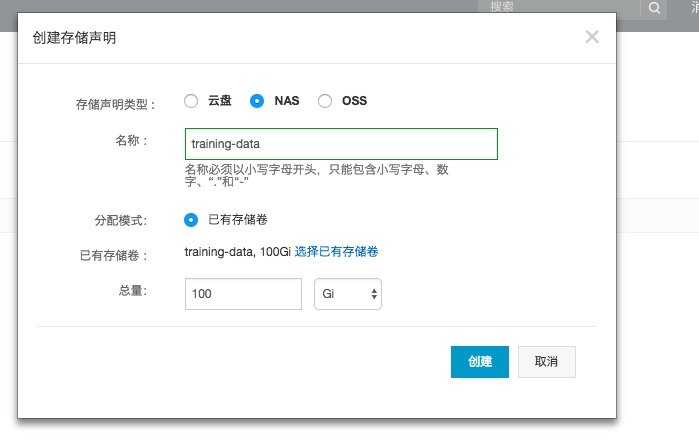 搜索
消
创建存储声明
存储声明类型：
云盘 NAS OSS
名称：
training-data
名称必须以小写字母开头，只能包含小写字母、数
字、“.”和“-”
分配模式：
已有存储卷
已有存储卷：
training-data, 100Gi 选择已有存储卷
总量：
100 Gi
创建 取消